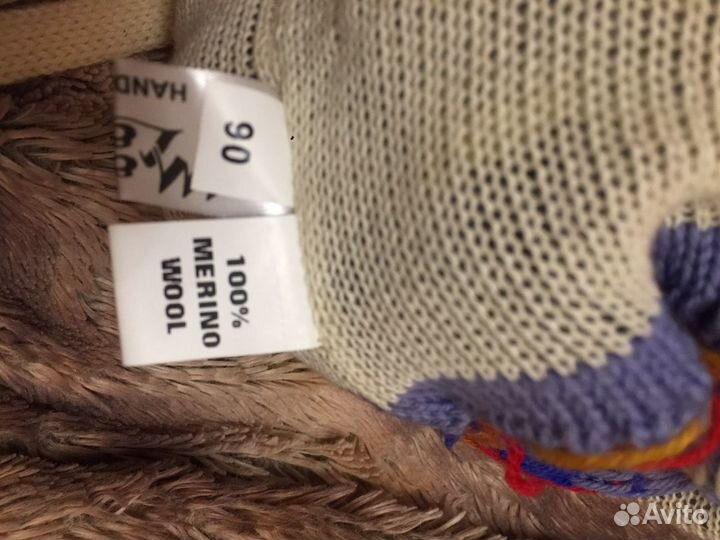 HAND
90
100%
MERINO
WOOL
Avito